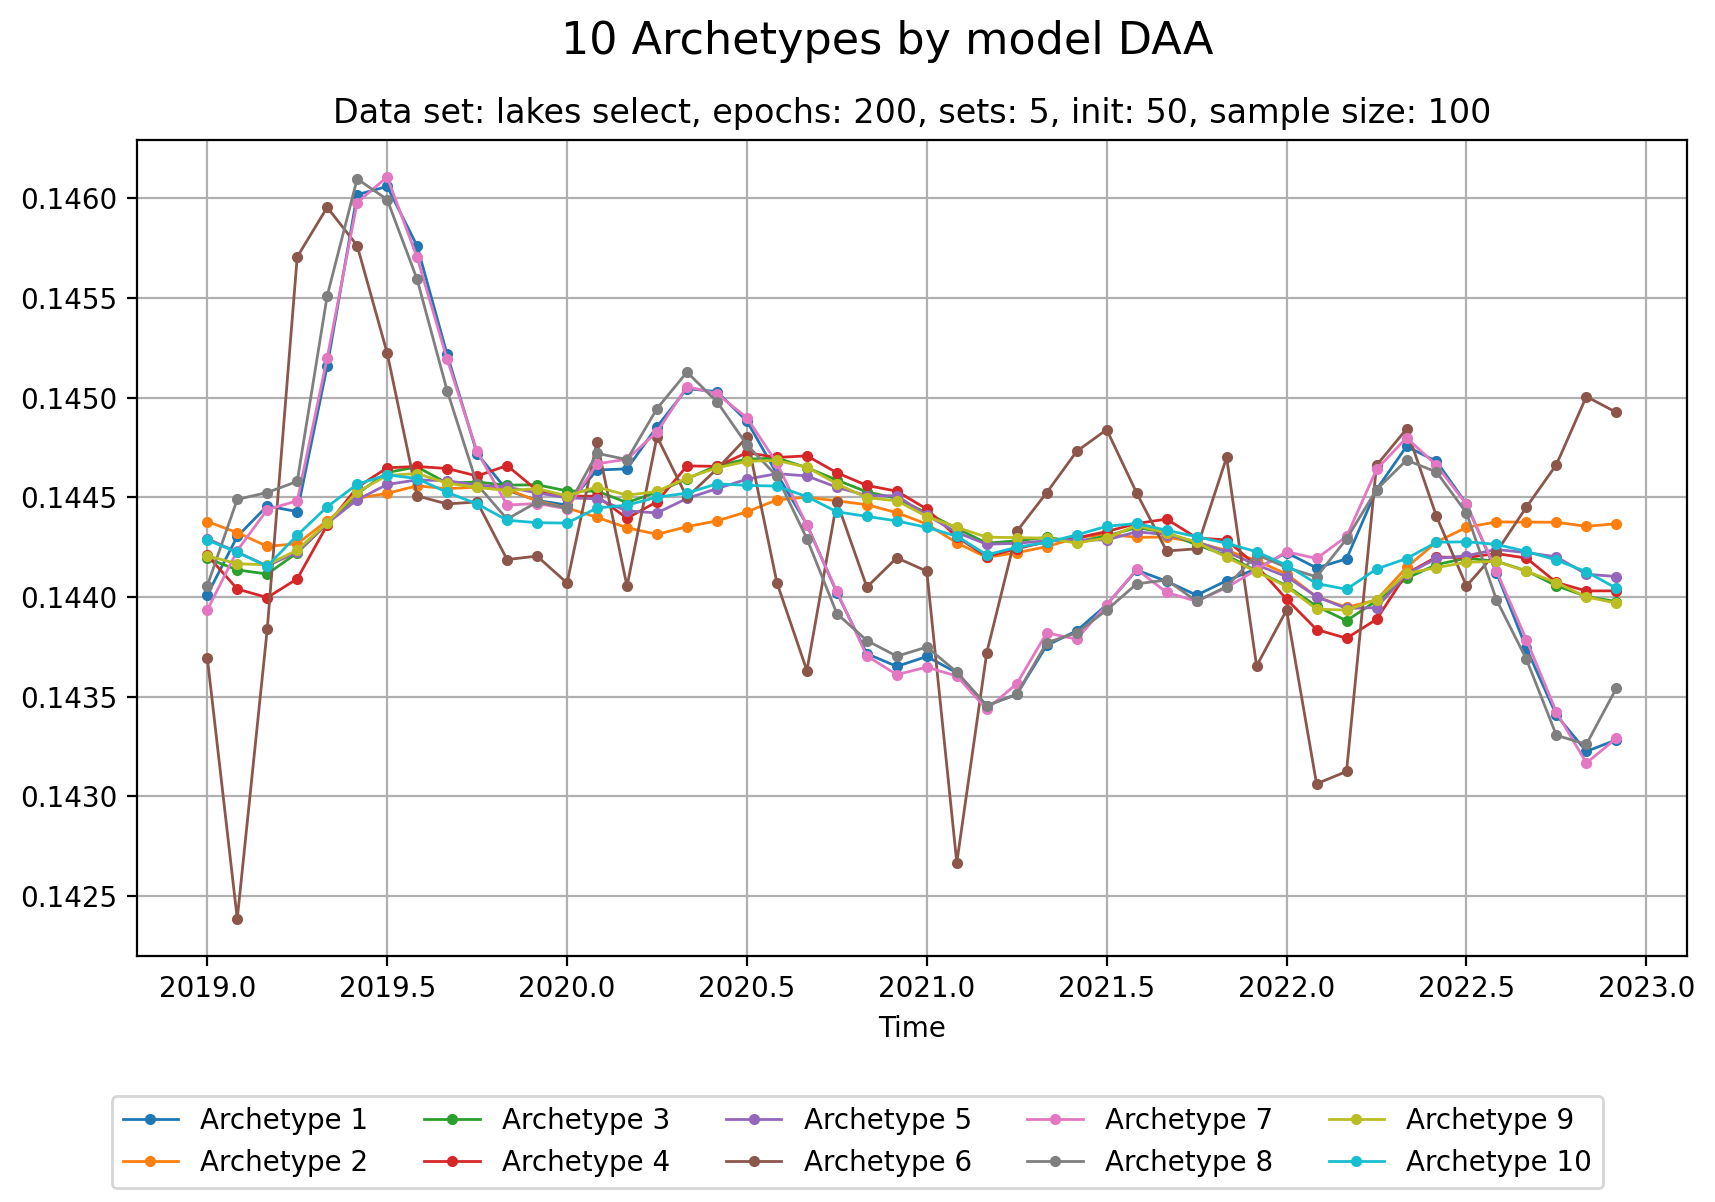 10 Archetypes by model DAA
Data set: lakes select, epochs: 200, sets: 5, init: 50, sample size: 100
0.1460
0.1455
0.1450
0.1445
0.1440
0.1435
0.1430
0.1425
2019.0 2019.5 2020.0 2020.5 2021.0 2021.5 2022.0 2022.5 2023.0
Time
Archetype 1 Archetype 3 Archetype 5 Archetype 7 Archetype 9
Archetype 2 Archetype 4 Archetype 6 Archetype 8 Archetype 10